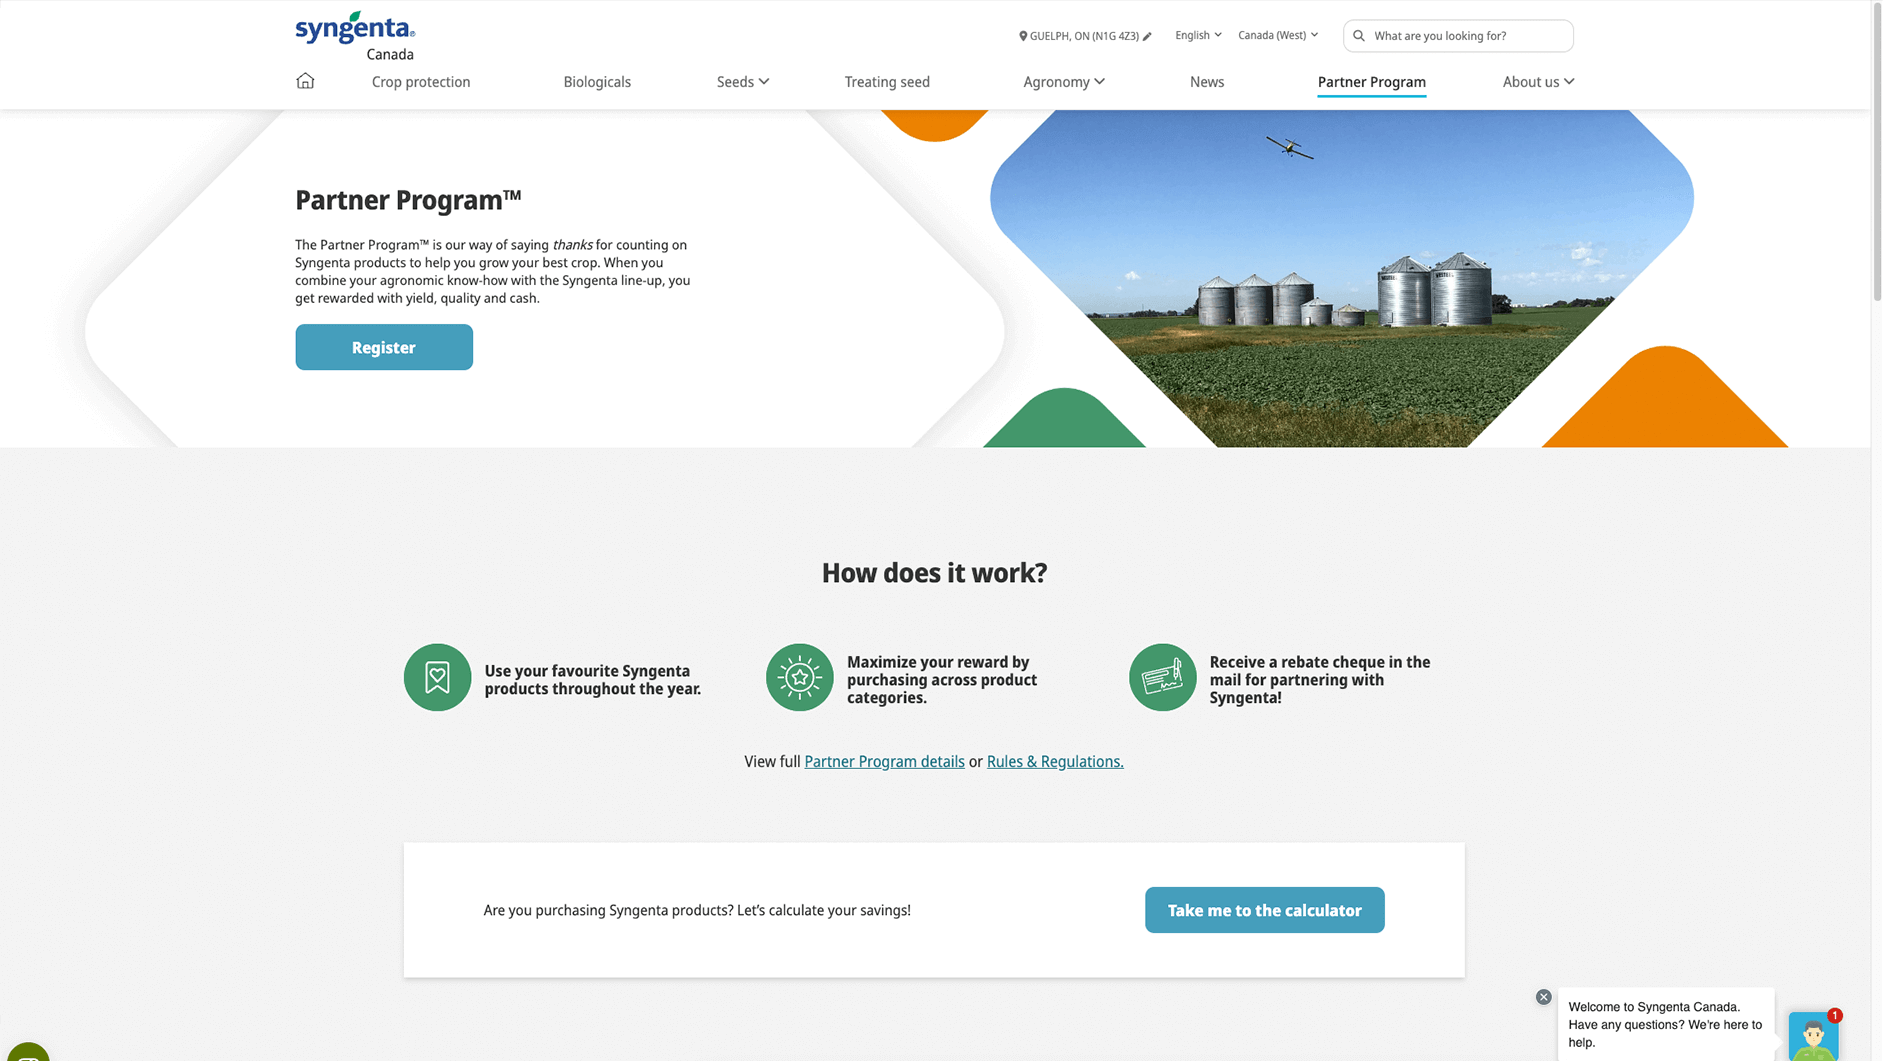 syngenta®
Canada
GUELPH, ON (N1G 4Z3)
English
Canada (West)
What are you looking for?
Crop protection
Biologicals
Seeds
Treating seed
Agronomy
News
Partner Program
About us
Partner Program™
The Partner Program™ is our way of saying thanks for counting on
Syngenta products to help you grow your best crop. When you
combine your agronomic know-how with the Syngenta line-up, you
get rewarded with yield, quality and cash.
Register
How does it work?
Use your favourite Syngenta
products throughout the year.
Maximize your reward by
purchasing across product
categories.
Receive a rebate cheque in the
mail for partnering with
Syngenta!
View full Partner Program details or Rules & Regulations.
Are you purchasing Syngenta products? Let’s calculate your savings!
Take me to the calculator
Welcome to Syngenta Canada.
Have any questions? We're here to
help.
1